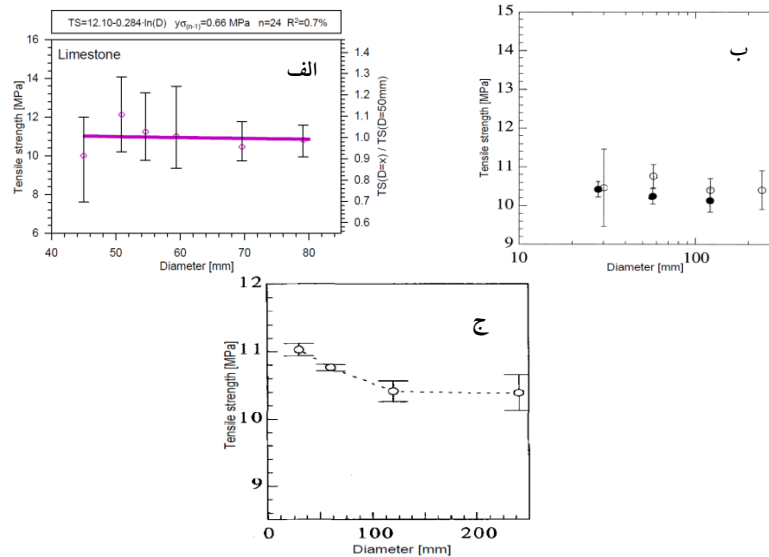 TS=12.10-0.284·ln(D) yσ(n-1)=0.66 MPa n=24 R²=0.7%
Limestone
الف
Tensile strength [MPa]
16
14
12
10
8
6
40 50 60 70 80 90
Diameter [mm]
1.4
1.3
1.2
1.1
1.0
0.9
0.8
0.7
0.6
TS(D=x) / TS(D=50mm)
ب
Tensile strength [MPa]
15
14
13
12
11
10
9
10 100
Diameter [mm]
ج
Tensile strength [MPa]
12
11
10
9
0 100 200
Diameter [mm]